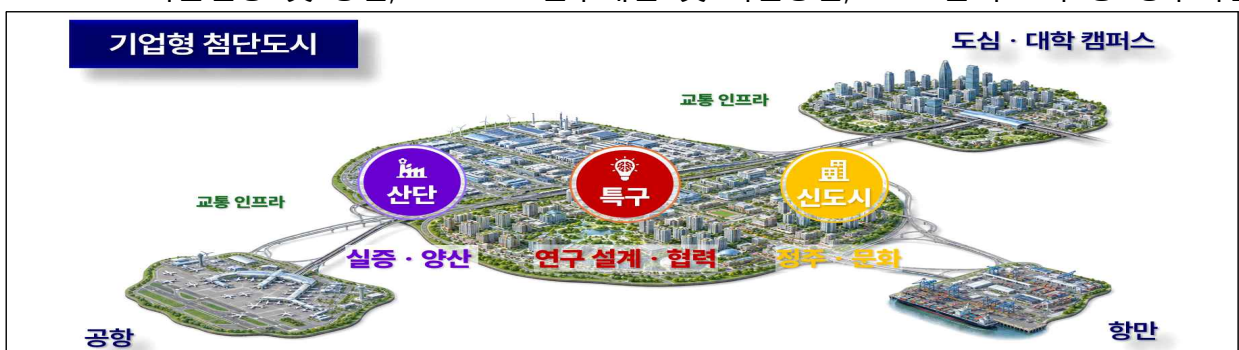 기업형 첨단도시
도심 · 대학 캠퍼스
교통 인프라
산단
특구
신도시
교통 인프라
실증 · 양산
연구 설계 · 협력
정주 · 문화
공항
항만